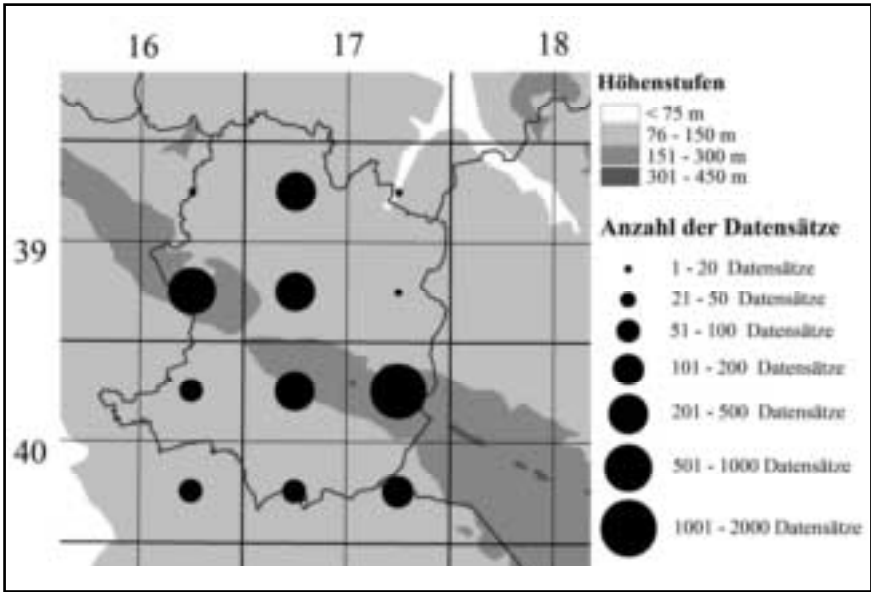 16 17 18
39
40
Höhenstufen
< 75 m
76 - 150 m
151 - 300 m
301 - 450 m
Anzahl der Datensätze
1 - 20 Datensätze
21 - 50 Datensätze
51 - 100 Datensätze
101 - 200 Datensätze
201 - 500 Datensätze
501 - 1000 Datensätze
1001 - 2000 Datensätze